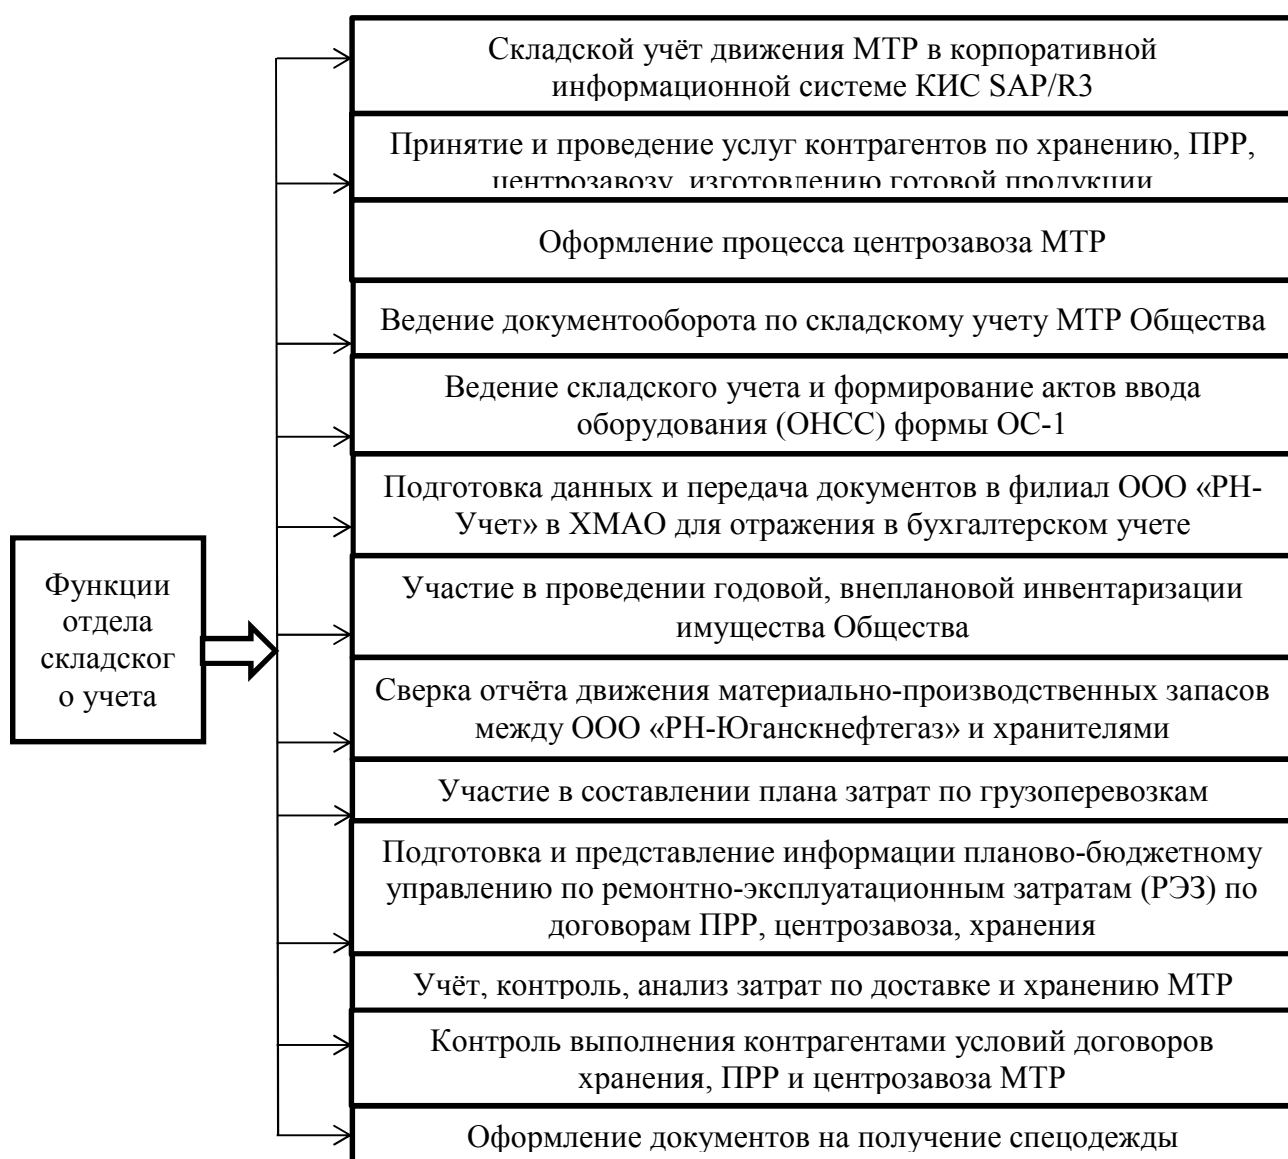 Складской учёт движения МТР в корпоративной
информационной системе КИС SAP/R3
Принятие и проведение услуг контрагентов по хранению, ПРР,
центрозавозу, изготовлению готовой продукции
Оформление процесса центрозавоза МТР
Ведение документооборота по складскому учету МТР Общества
Ведение складского учета и формирование актов ввода
оборудования (ОНСС) формы ОС-1
Подготовка данных и передача документов в филиал ООО «РН-
Учет» в ХМАО для отражения в бухгалтерском учете
Функции
отдела
складског
о учета
Участие в проведении годовой, внеплановой инвентаризации
имущества Общества
Сверка отчёта движения материально-производственных запасов
между ООО «РН-Юганскнефтегаз» и хранителями
Участие в составлении плана затрат по грузоперевозкам
Подготовка и представление информации планово-бюджетному
управлению по ремонтно-эксплуатационным затратам (РЭЗ) по
договорам ПРР, центрозавоза, хранения
Учёт, контроль, анализ затрат по доставке и хранению МТР
Контроль выполнения контрагентами условий договоров
хранения, ПРР и центрозавоза МТР
Оформление документов на получение спецодежды